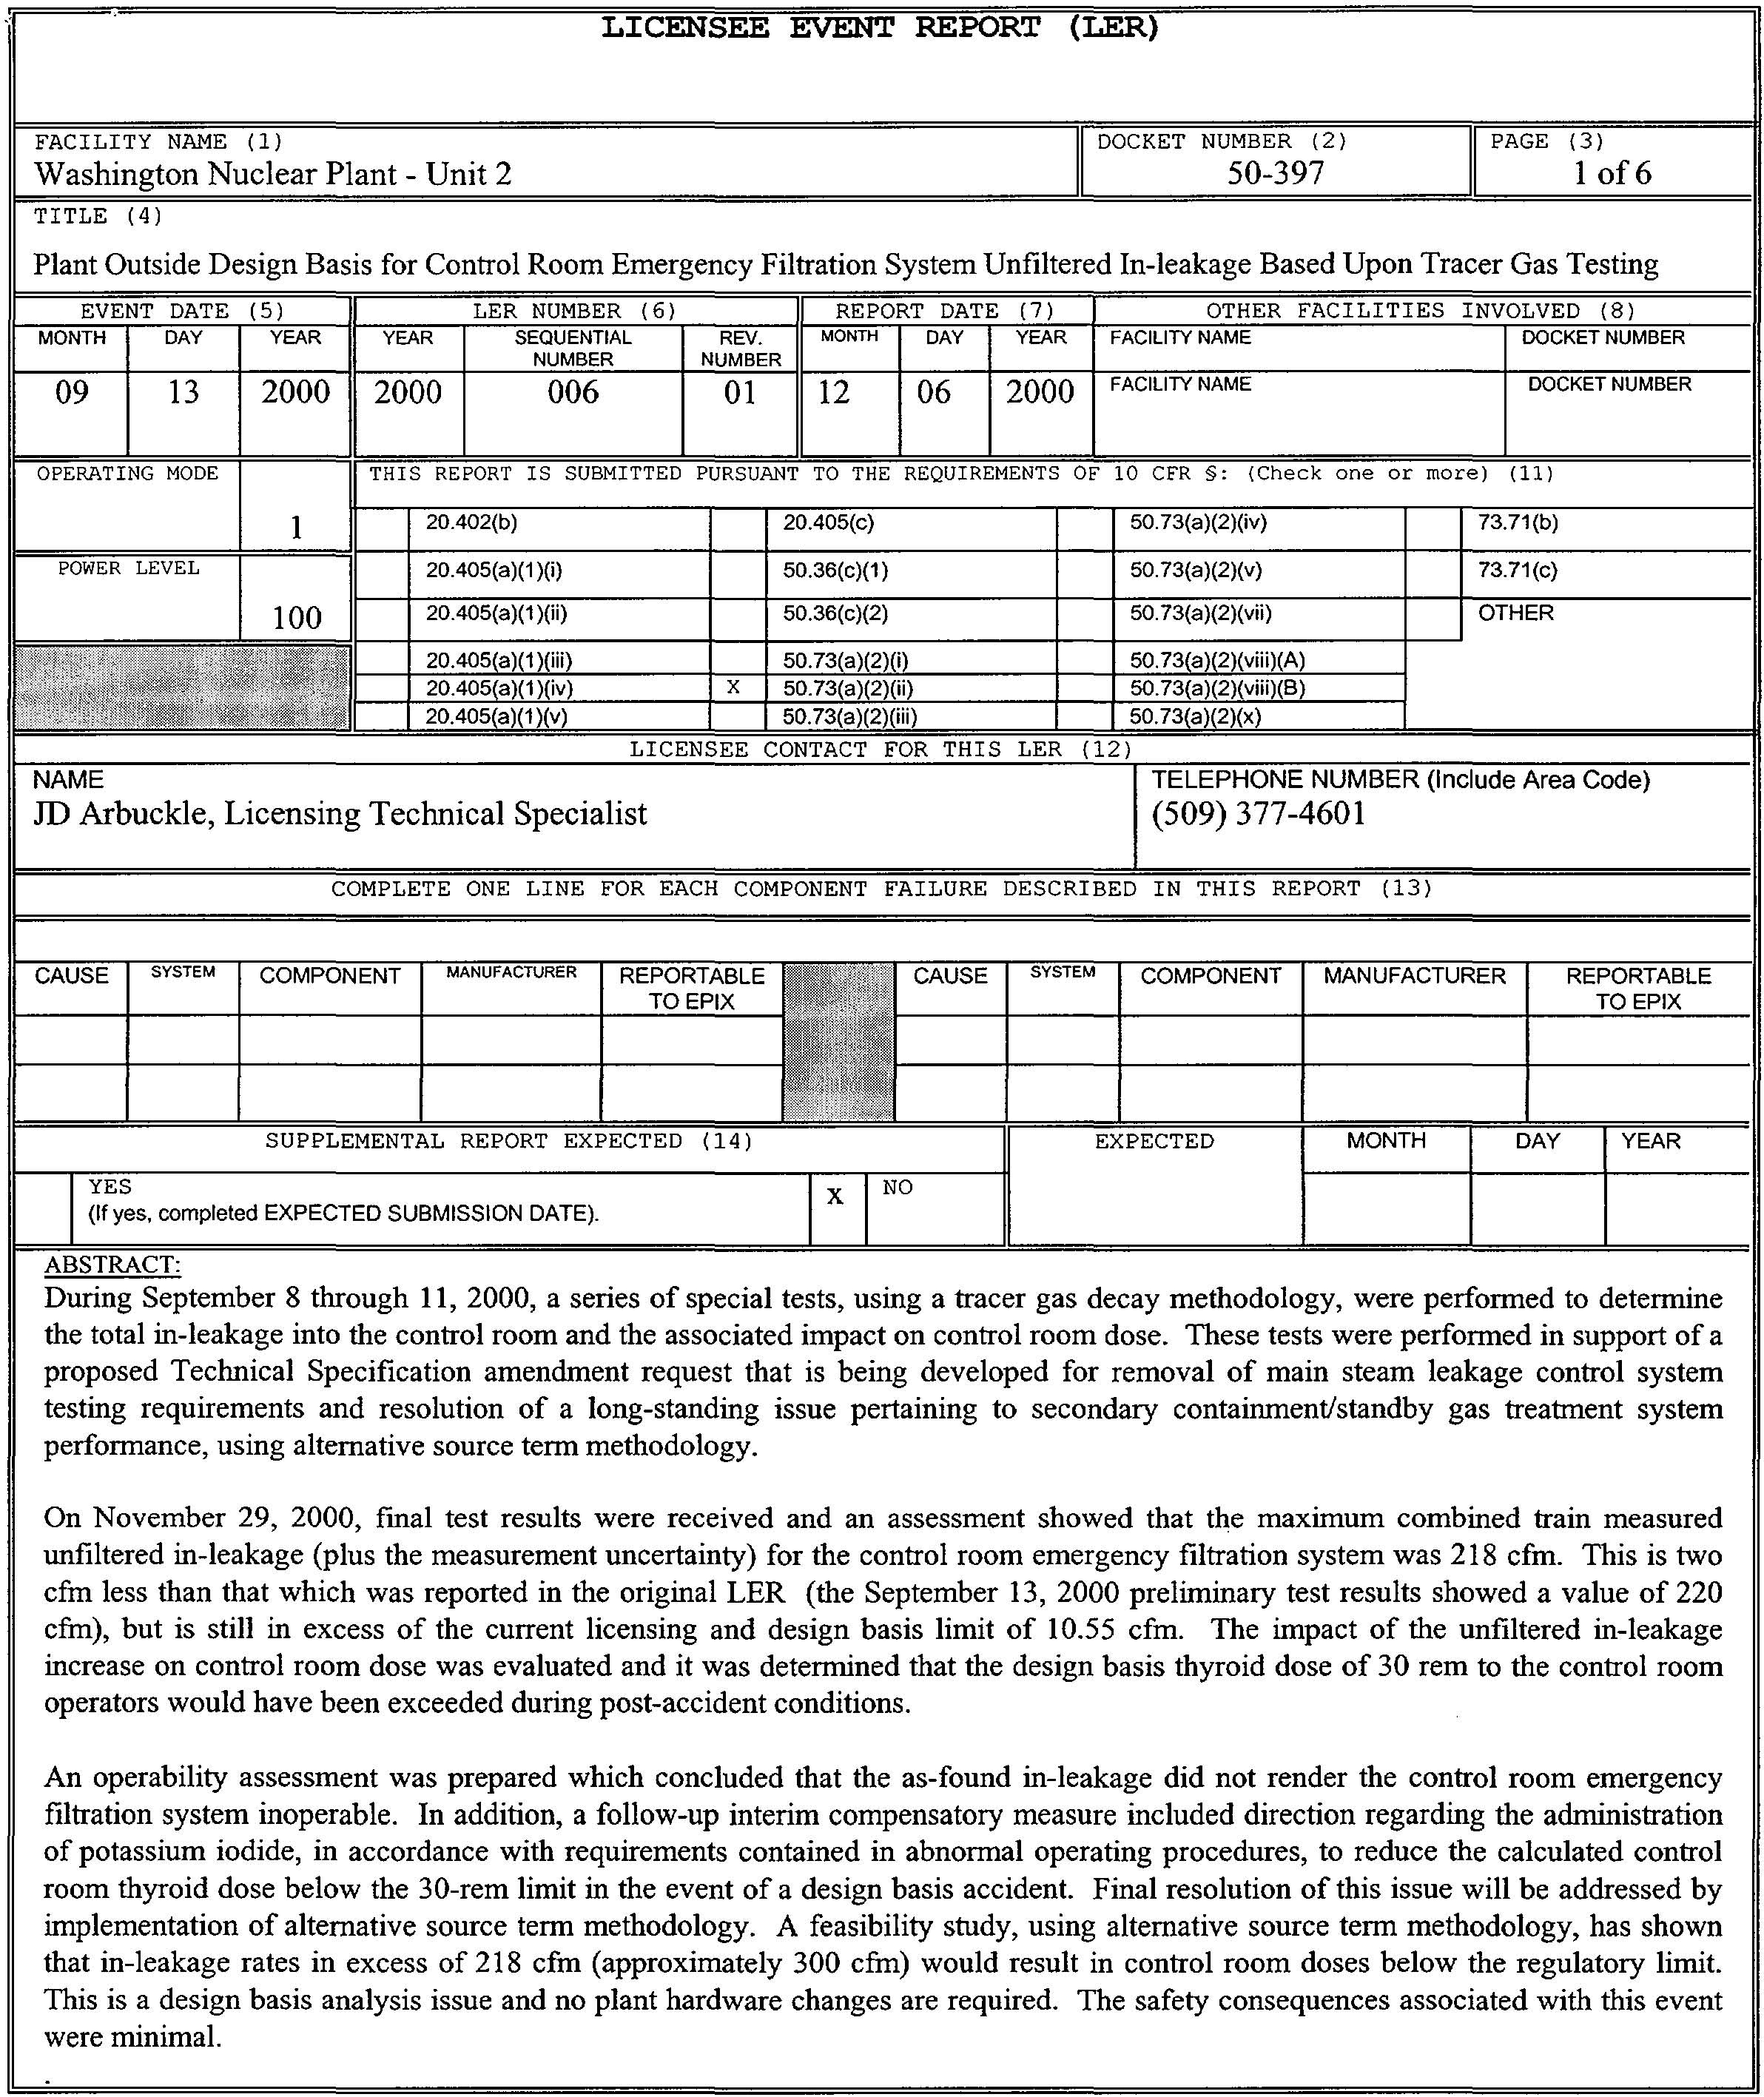 LICENSEE EVENT REPORT (LER)
FACILITY NAME (1)
Washington Nuclear Plant - Unit 2
DOCKET NUMBER (2)
50-397
PAGE (3)
1 of 6
TITLE (4)
Plant Outside Design Basis for Control Room Emergency Filtration System Unfiltered In-leakage Based Upon Tracer Gas Testing
EVENT DATE (5) LER NUMBER (6) REPORT DATE (7) OTHER FACILITIES INVOLVED (8)
MONTH DAY YEAR YEAR SEQUENTIAL NUMBER REV. NUMBER MONTH DAY YEAR FACILITY NAME DOCKET NUMBER
09 13 2000 2000 006 01 12 06 2000 FACILITY NAME DOCKET NUMBER
OPERATING MODE 1
THIS REPORT IS SUBMITTED PURSUANT TO THE REQUIREMENTS OF 10 CFR §: (Check one or more) (11)
20.402(b) 20.405(c) 50.73(a)(2)(iv) 73.71(b)
POWER LEVEL 100
20.405(a)(1)(i) 50.36(c)(1) 50.73(a)(2)(v) 73.71(c)
20.405(a)(1)(ii) 50.36(c)(2) 50.73(a)(2)(vii) OTHER
20.405(a)(1)(iii) 50.73(a)(2)(i) 50.73(a)(2)(viii)(A)
20.405(a)(1)(iv) X 50.73(a)(2)(ii) 50.73(a)(2)(viii)(B)
20.405(a)(1)(v) 50.73(a)(2)(iii) 50.73(a)(2)(x)
LICENSEE CONTACT FOR THIS LER (12)
NAME
JD Arbuckle, Licensing Technical Specialist
TELEPHONE NUMBER (Include Area Code)
(509) 377-4601
COMPLETE ONE LINE FOR EACH COMPONENT FAILURE DESCRIBED IN THIS REPORT (13)
CAUSE SYSTEM COMPONENT MANUFACTURER REPORTABLE TO EPIX CAUSE SYSTEM COMPONENT MANUFACTURER REPORTABLE TO EPIX
SUPPLEMENTAL REPORT EXPECTED (14) EXPECTED MONTH DAY YEAR
YES
(If yes, completed EXPECTED SUBMISSION DATE).
X NO
ABSTRACT:
During September 8 through 11, 2000, a series of special tests, using a tracer gas decay methodology, were performed to determine
the total in-leakage into the control room and the associated impact on control room dose. These tests were performed in support of a
proposed Technical Specification amendment request that is being developed for removal of main steam leakage control system
testing requirements and resolution of a long-standing issue pertaining to secondary containment/standby gas treatment system
performance, using alternative source term methodology.
On November 29, 2000, final test results were received and an assessment showed that the maximum combined train measured
unfiltered in-leakage (plus the measurement uncertainty) for the control room emergency filtration system was 218 cfm. This is two
cfm less than that which was reported in the original LER (the September 13, 2000 preliminary test results showed a value of 220
cfm), but is still in excess of the current licensing and design basis limit of 10.55 cfm. The impact of the unfiltered in-leakage
increase on control room dose was evaluated and it was determined that the design basis thyroid dose of 30 rem to the control room
operators would have been exceeded during post-accident conditions.
An operability assessment was prepared which concluded that the as-found in-leakage did not render the control room emergency
filtration system inoperable. In addition, a follow-up interim compensatory measure included direction regarding the administration
of potassium iodide, in accordance with requirements contained in abnormal operating procedures, to reduce the calculated control
room thyroid dose below the 30-rem limit in the event of a design basis accident. Final resolution of this issue will be addressed by
implementation of alternative source term methodology. A feasibility study, using alternative source term methodology, has shown
that in-leakage rates in excess of 218 cfm (approximately 300 cfm) would result in control room doses below the regulatory limit.
This is a design basis analysis issue and no plant hardware changes are required. The safety consequences associated with this event
were minimal.